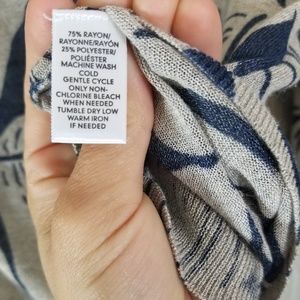 75% RAYON/
RAYONNE/RAYÓN
25% POLYESTER/
POLIÉSTER
MACHINE WASH
COLD
GENTLE CYCLE
ONLY NON-
CHLORINE BLEACH
WHEN NEEDED
TUMBLE DRY LOW
WARM IRON
IF NEEDED